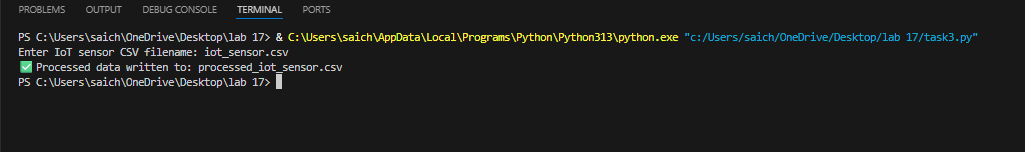 PROBLEMS OUTPUT DEBUG CONSOLE TERMINAL PORTS
PS C:\Users\saich\OneDrive\Desktop\lab 17> & C:\Users\saich\AppData\Local\Programs\Python\Python313\python.exe "c:/Users/saich/OneDrive/Desktop/lab 17/task3.py"
Enter IoT sensor CSV filename: iot_sensor.csv
✅ Processed data written to: processed_iot_sensor.csv
PS C:\Users\saich\OneDrive\Desktop\lab 17>